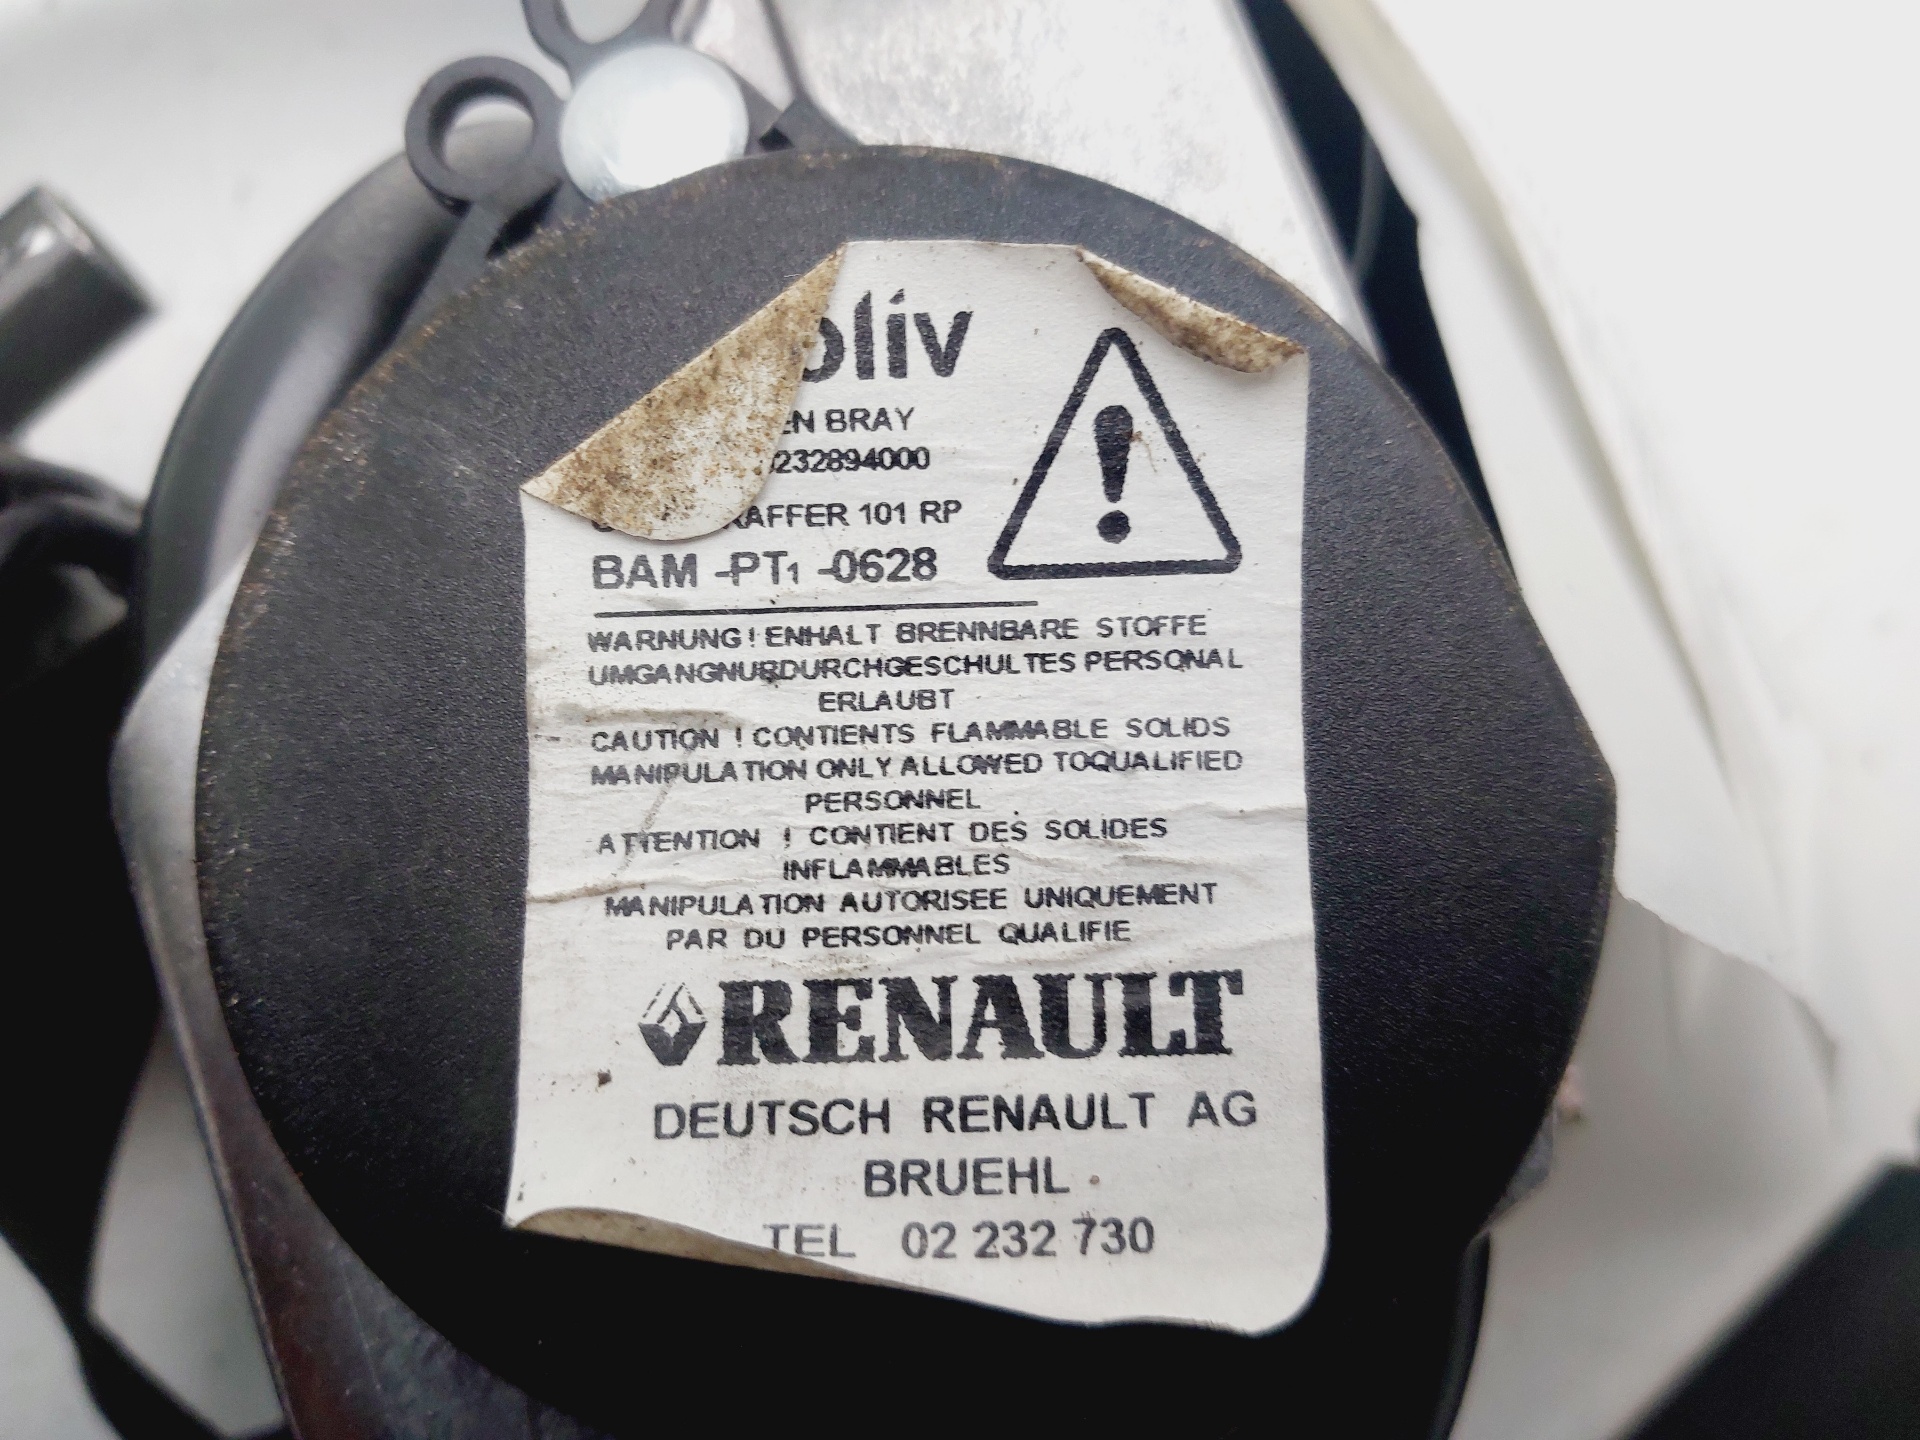 oliv
EN BRAY
0232894000
RAFFER 101 RP
BAM -PT1 -0628
WARNUNG ! ENHALT BRENNBARE STOFFE
UMGANGNURDURCHGESCHULTES PERSONAL
ERLAUBT
CAUTION ! CONTIENTS FLAMMABLE SOLIDS
MANIPULATION ONLY ALLOWED TOQUALIFIED
PERSONNEL
ATTENTION ! CONTIENT DES SOLIDES
INFLAMMABLES
MANIPULATION AUTORISEE UNIQUEMENT
PAR DU PERSONNEL QUALIFIE
RENAULT
DEUTSCH RENAULT AG
BRUEHL
TEL 02 232 730